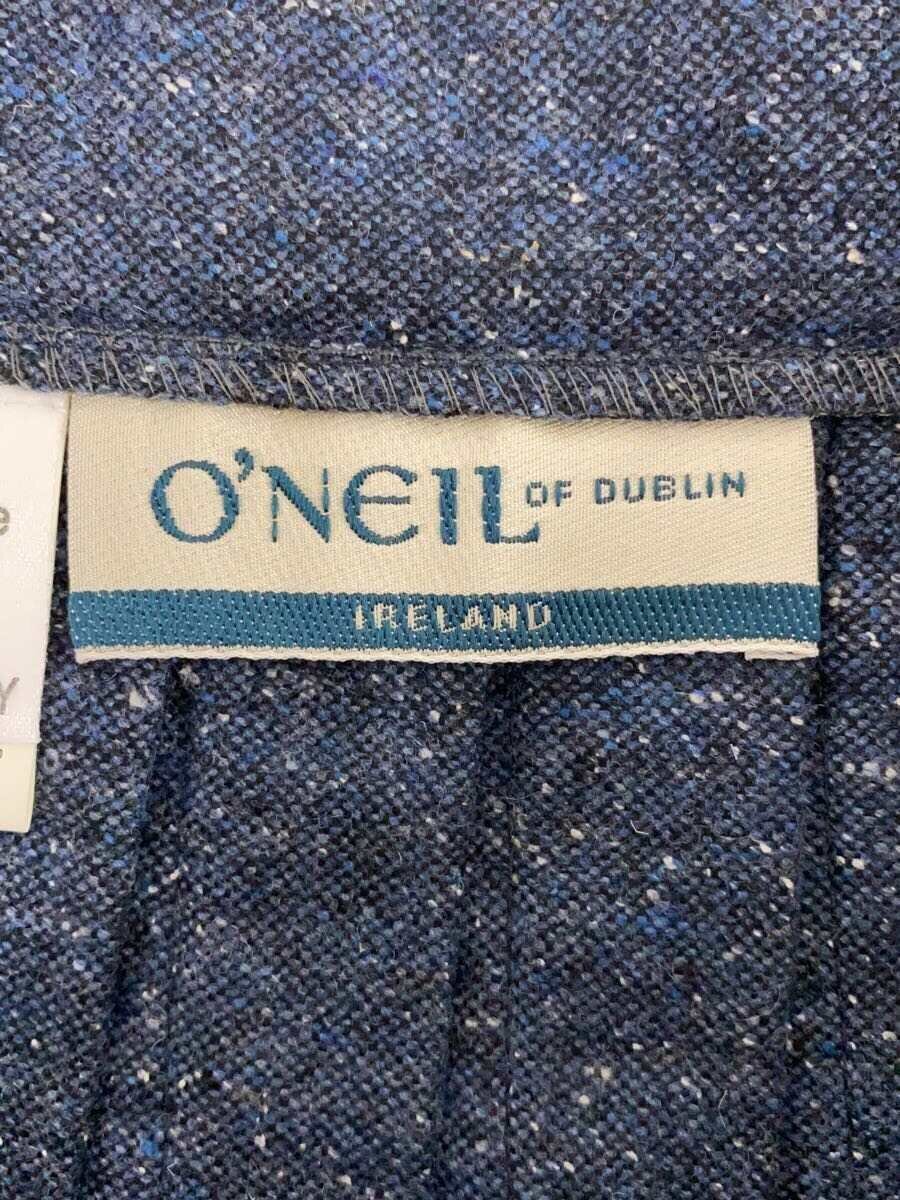 O'NEIL OF DUBLIN
IRELAND
e
Y